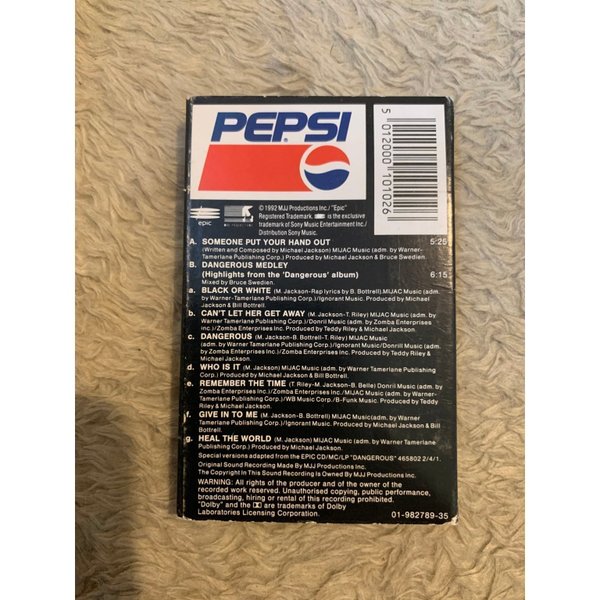 PEPSI
®
5 012000 101026
© 1992 MJJ Productions Inc./ "Epic"
Registered Trademark. is the exclusive
trademark of Sony Music Entertainment Inc./
Distribution Sony Music.
epic
A. SOMEONE PUT YOUR HAND OUT 5:25
(Written and Composed by Michael Jackson) MIJAC Music (adm. by Warner-
Tamerlane Publishing Corp.) Produced by Michael Jackson & Bruce Swedien.
B. DANGEROUS MEDLEY
(Highlights from the 'Dangerous' album) 6:15
Mixed by Bruce Swedien.
a. BLACK OR WHITE (M. Jackson-Rap lyrics by B. Bottrell) MIJAC Music (adm.
by Warner-Tamerlane Publishing Corp.)/Ignorant Music. Produced by Michael
Jackson & Bill Bottrell.
b. CAN'T LET HER GET AWAY (M. Jackson-T. Riley) MIJAC Music (adm. by
Warner Tamerlane Publishing Corp.)/Donril Music (adm. by Zomba Enterprises
inc.)/Zomba Enterprises Inc. Produced by Teddy Riley & Michael Jackson.
c. DANGEROUS (M. Jackson-B. Bottrell-T. Riley) MIJAC Music
(adm. by Warner Tamerlane Publishing Corp.)/Ignorant Music/Donril Music (adm.
by Zomba Enterprises Inc.)/Zomba Enterprises Inc. Produced by Teddy Riley &
Michael Jackson.
d. WHO IS IT (M. Jackson) MIJAC Music (adm. by Warner Tamerlane Publishing
Corp.) Produced by Michael Jackson & Bill Bottrell.
e. REMEMBER THE TIME (T. Riley-M. Jackson-B. Belle) Donril Music (adm. by
Zomba Enterprises Inc.)/Zomba Enterprises Inc./MIJAC Music (adm. by Warner
Tamerlane Publishing Corp.)/WB Music Corp./B-Funk Music. Produced by Teddy
Riley & Michael Jackson.
f. GIVE IN TO ME (M. Jackson-B. Bottrell) MIJAC Music(adm. by Warner
Tamerlane Publishing Corp.)/Ignorant Music. Produced by Michael Jackson & Bill
Bottrell.
g. HEAL THE WORLD (M. Jackson) MIJAC Music (adm. by Warner Tamerlane
Publishing Corp.) Produced by Michael Jackson.
Special versions adapted from the EPIC CD/MC/LP "DANGEROUS" 465802 2/4/1.
Original Sound Recording Made By MJJ Productions Inc.
The Copyright In This Sound Recording Is Owned By MJJ Productions Inc.
WARNING: All rights of the producer and of the owner of the
recorded work reserved. Unauthorised copying, public performance,
broadcasting, hiring or rental of this recording prohibited.
"Dolby" and the are trademarks of Dolby
Laboratories Licensing Corporation.
01-982789-35